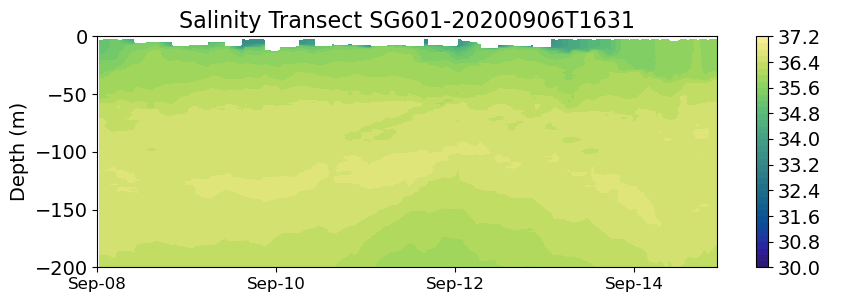 Salinity Transect SG601-20200906T1631
Depth (m)
0
−50
−100
−150
−200
Sep-08
Sep-10
Sep-12
Sep-14
37.2
36.4
35.6
34.8
34.0
33.2
32.4
31.6
30.8
30.0